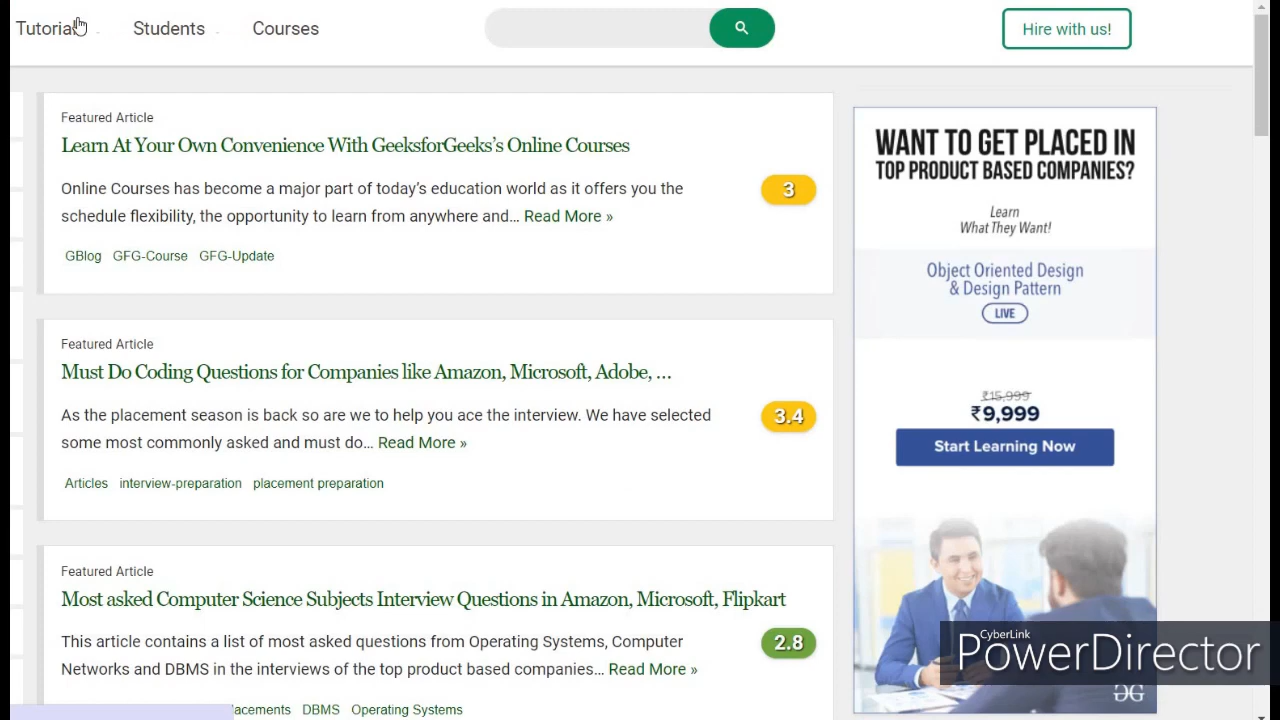 Tutorials Students Courses Hire with us!
Featured Article
Learn At Your Own Convenience With GeeksforGeeks's Online Courses
Online Courses has become a major part of today's education world as it offers you the
schedule flexibility, the opportunity to learn from anywhere and... Read More »
3
GBlog GFG-Course GFG-Update
Featured Article
Must Do Coding Questions for Companies like Amazon, Microsoft, Adobe, …
As the placement season is back so are we to help you ace the interview. We have selected
some most commonly asked and must do... Read More »
3.4
Articles interview-preparation placement preparation
Featured Article
Most asked Computer Science Subjects Interview Questions in Amazon, Microsoft, Flipkart
This article contains a list of most asked questions from Operating Systems, Computer
Networks and DBMS in the interviews of the top product based companies... Read More »
2.8
lacements DBMS Operating Systems
WANT TO GET PLACED IN
TOP PRODUCT BASED COMPANIES?
Learn
What They Want!
Object Oriented Design
& Design Pattern
LIVE
₹15,999
₹9,999
Start Learning Now
CyberLink
PowerDirector